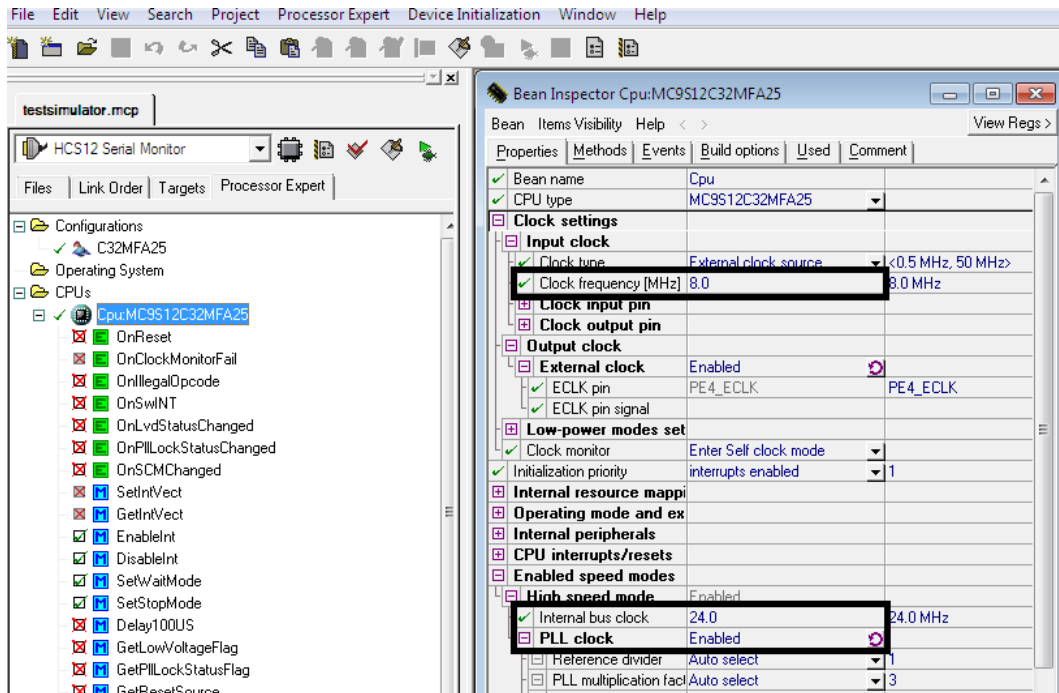 File Edit View Search Project Processor Expert Device Initialization Window Help
testsimulator.mcp
HCS12 Serial Monitor
Files Link Order Targets Processor Expert
Configurations
C32MFA25
Operating System
CPUs
Cpu:MC9S12C32MFA25
E OnReset
E OnClockMonitorFail
E OnIllegalOpcode
E OnSwINT
E OnLvdStatusChanged
E OnPllLockStatusChanged
E OnSCMChanged
M SetIntVect
M GetIntVect
M EnableInt
M DisableInt
M SetWaitMode
M SetStopMode
M Delay100US
M GetLowVoltageFlag
M GetPllLockStatusFlag
M GetResetSource
Bean Inspector Cpu:MC9S12C32MFA25
Bean Items Visibility Help < > View Regs >
Properties Methods Events Build options Used Comment
Bean name Cpu
CPU type MC9S12C32MFA25
Clock settings
Input clock
Clock type External clock source <0.5 MHz, 50 MHz>
Clock frequency [MHz] 8.0 8.0 MHz
Clock input pin
Clock output pin
Output clock
External clock Enabled
ECLK pin PE4_ECLK PE4_ECLK
ECLK pin signal
Low-power modes set
Clock monitor Enter Self clock mode
Initialization priority interrupts enabled 1
Internal resource mappi
Operating mode and ex
Internal peripherals
CPU interrupts/resets
Enabled speed modes
High speed mode Enabled
Internal bus clock 24.0 24.0 MHz
PLL clock Enabled
Reference divider Auto select 1
PLL multiplication fact Auto select 3